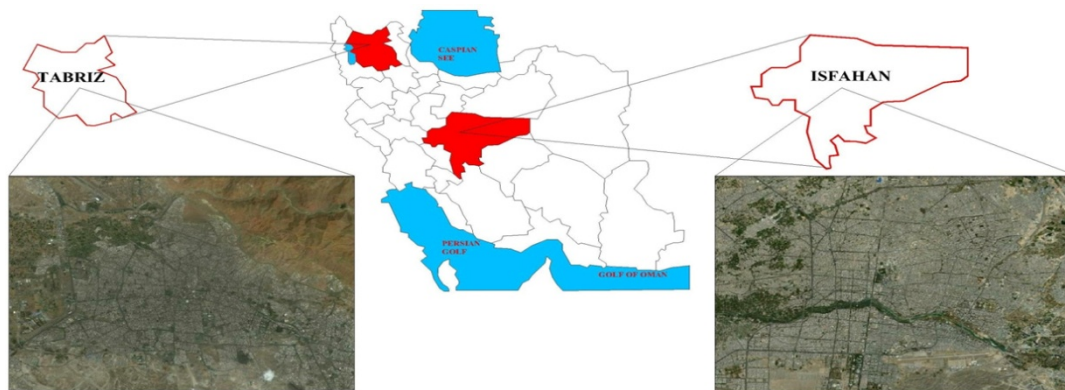 TABRIZ
CASPIAN
SEE
ISFAHAN
PERSIAN
GOLF
GOLF OF OMAN